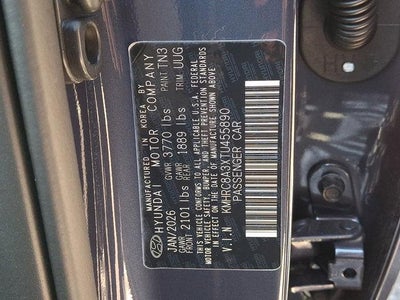 MANUFACTURED IN KOREA BY
HYUNDAI MOTOR COMPANY
JAN/2026 GVWR 3770 lbs PAINT TN3
GAWR FRONT 2101 lbs GAWR REAR 1889 lbs TRIM UUG
THIS VEHICLE CONFORMS TO ALL APPLICABLE U.S.A. FEDERAL
MOTOR VEHICLE SAFETY, BUMPER, AND THEFT PREVENTION STANDARDS
IN EFFECT ON THE DATE OF MANUFACTURE SHOWN ABOVE.
V.I.N KMHRC8A3XTU455890
PASSENGER CAR
H